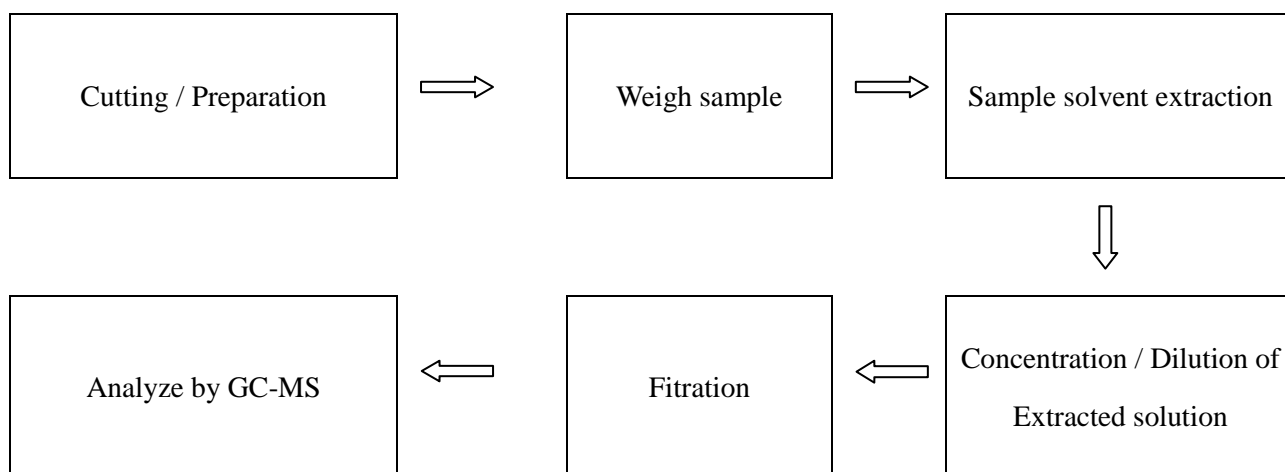 Cutting / Preparation
Weigh sample
Sample solvent extraction
Concentration / Dilution of
Extracted solution
Fitration
Analyze by GC-MS